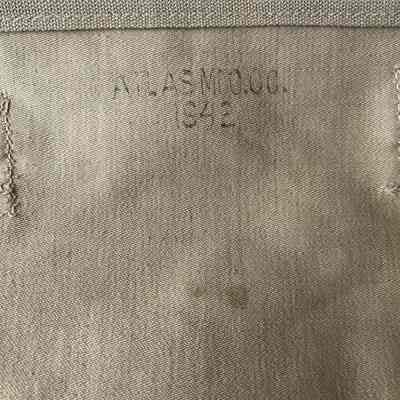 ATLAS MFG. CO.
1942